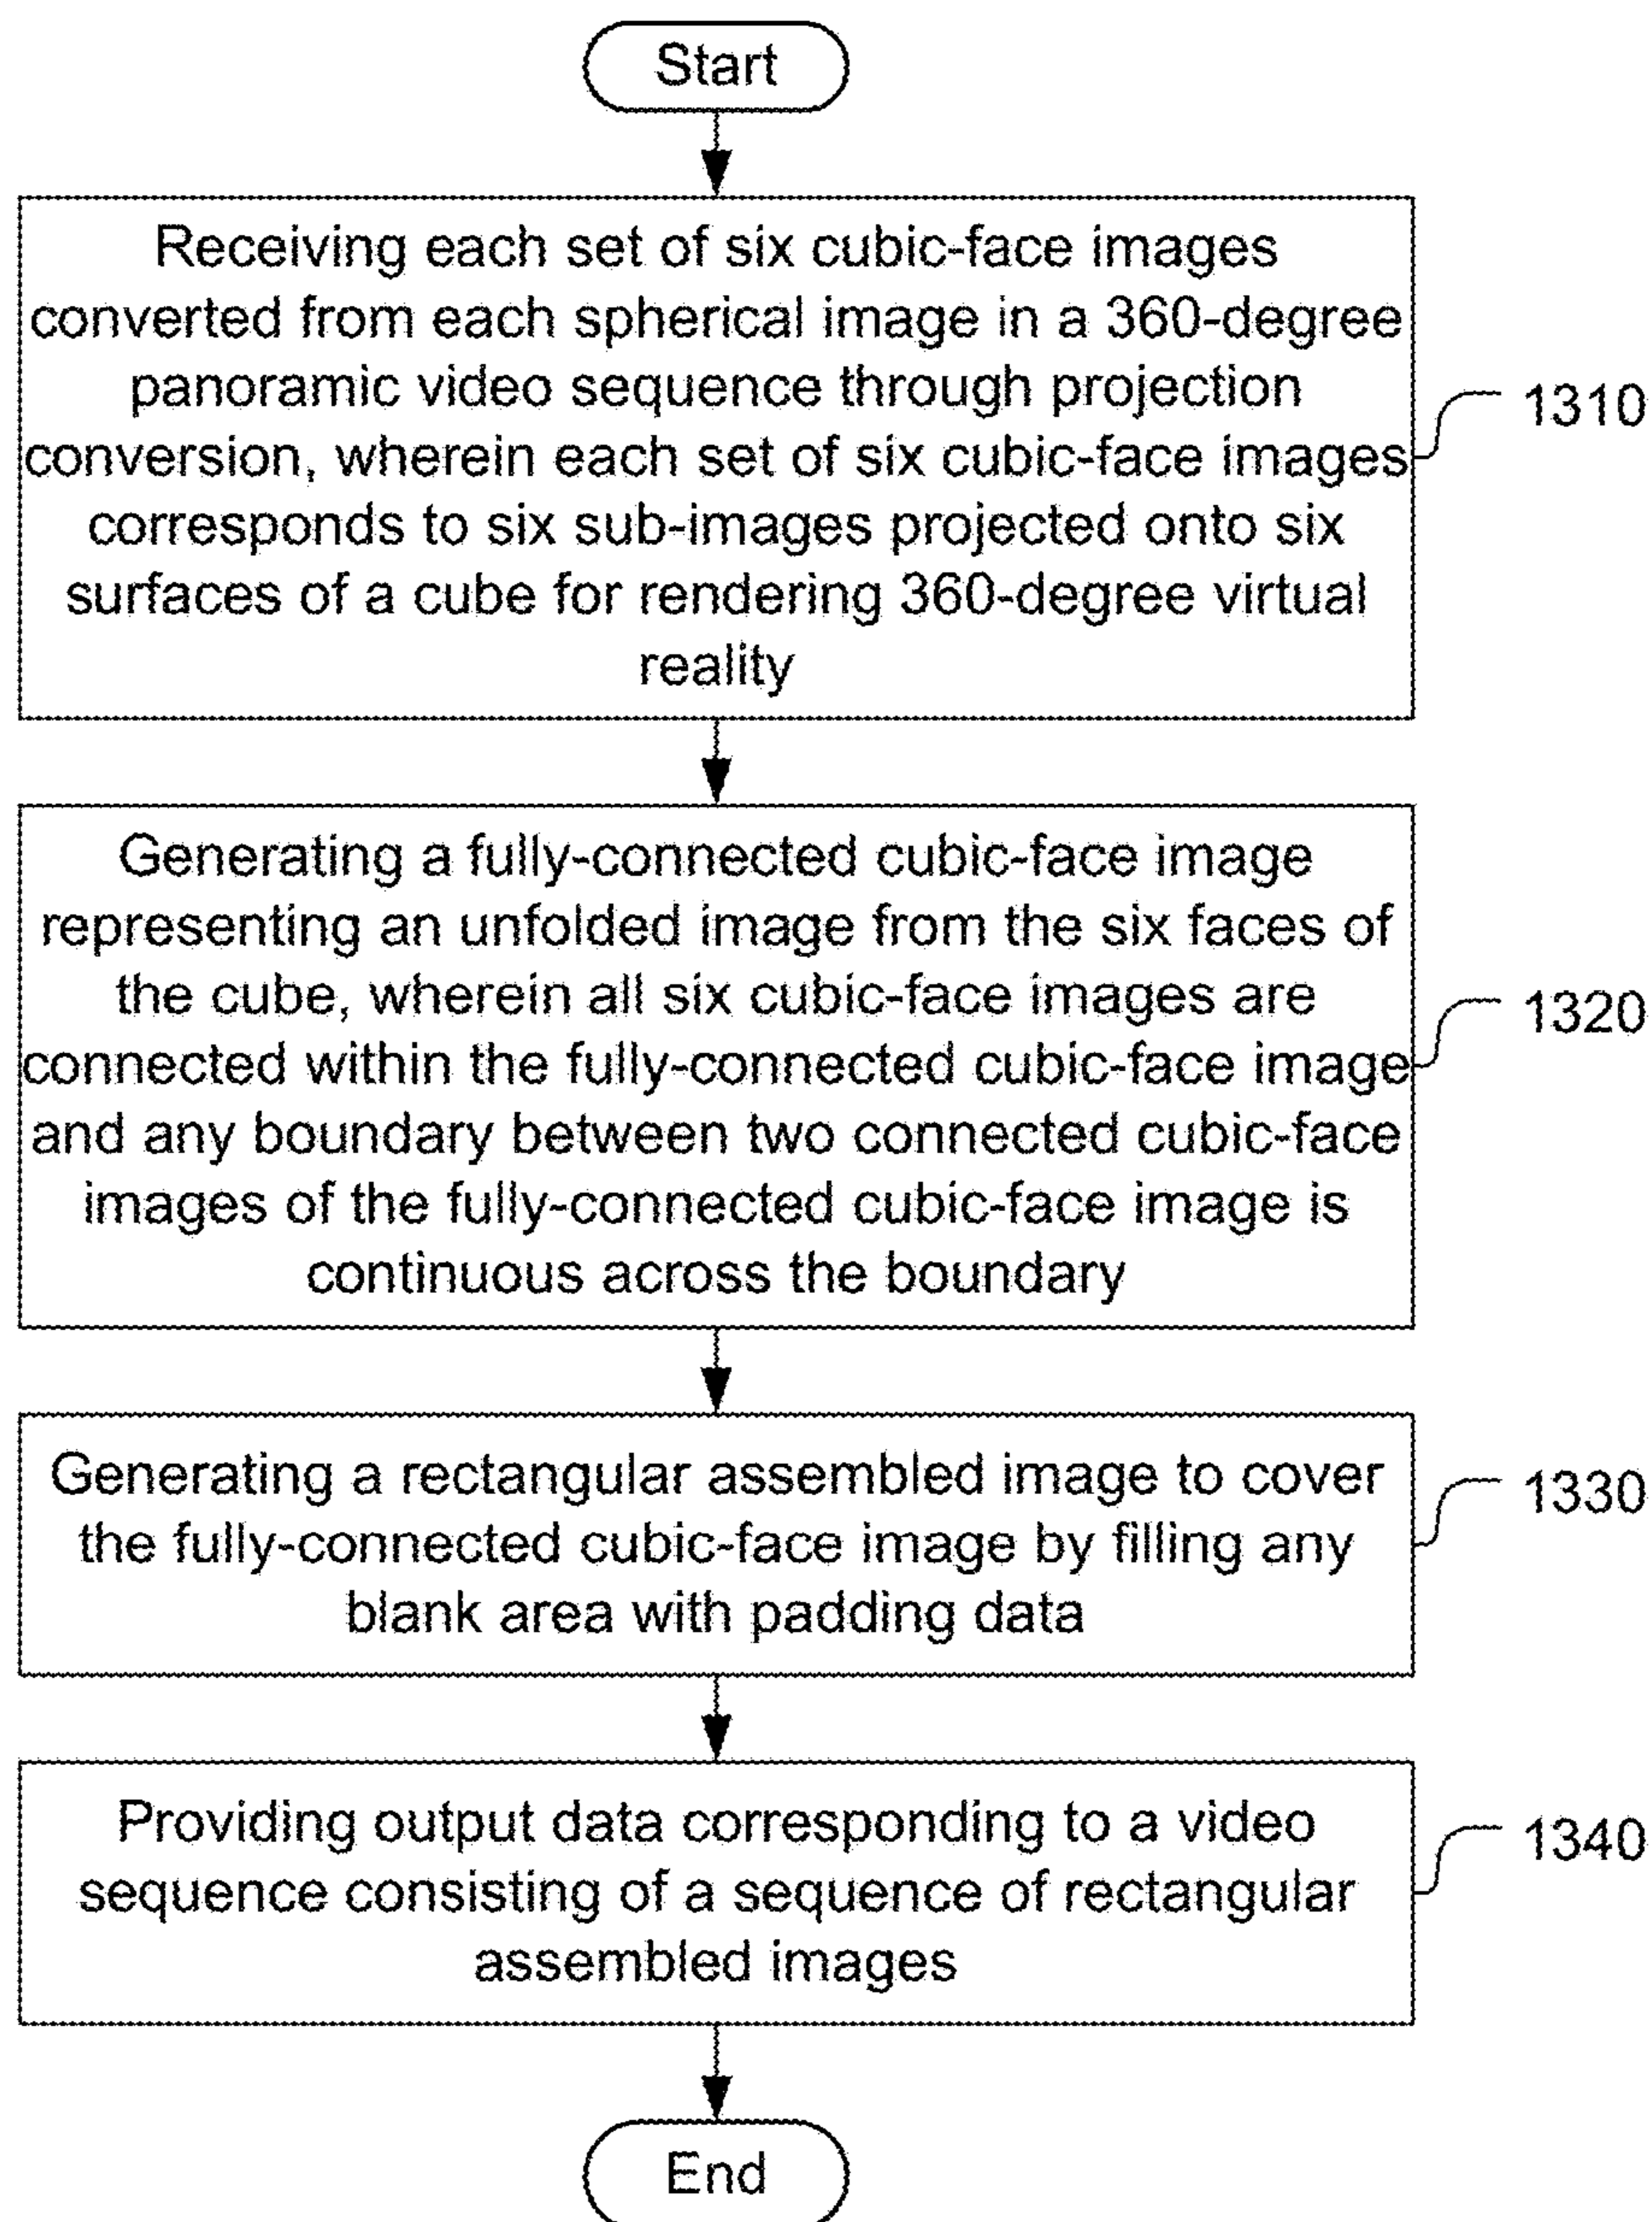 Start
Receiving each set of six cubic-face images
converted from each spherical image in a 360-degree
panoramic video sequence through projection
conversion, wherein each set of six cubic-face images
corresponds to six sub-images projected onto six
surfaces of a cube for rendering 360-degree virtual
reality
1310
Generating a fully-connected cubic-face image
representing an unfolded image from the six faces of
the cube, wherein all six cubic-face images are
connected within the fully-connected cubic-face image
and any boundary between two connected cubic-face
images of the fully-connected cubic-face image is
continuous across the boundary
1320
Generating a rectangular assembled image to cover
the fully-connected cubic-face image by filling any
blank area with padding data
1330
Providing output data corresponding to a video
sequence consisting of a sequence of rectangular
assembled images
1340
End